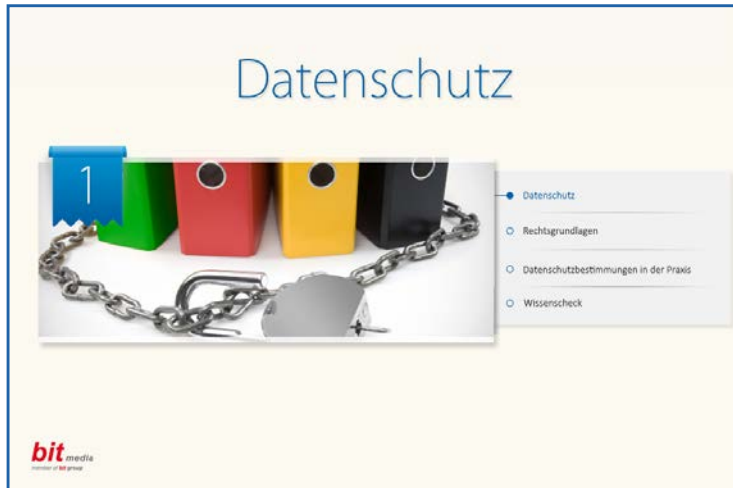 Datenschutz
1
Datenschutz
Rechtsgrundlagen
Datenschutzbestimmungen in der Praxis
Wissenscheck
bit media
member of bit group